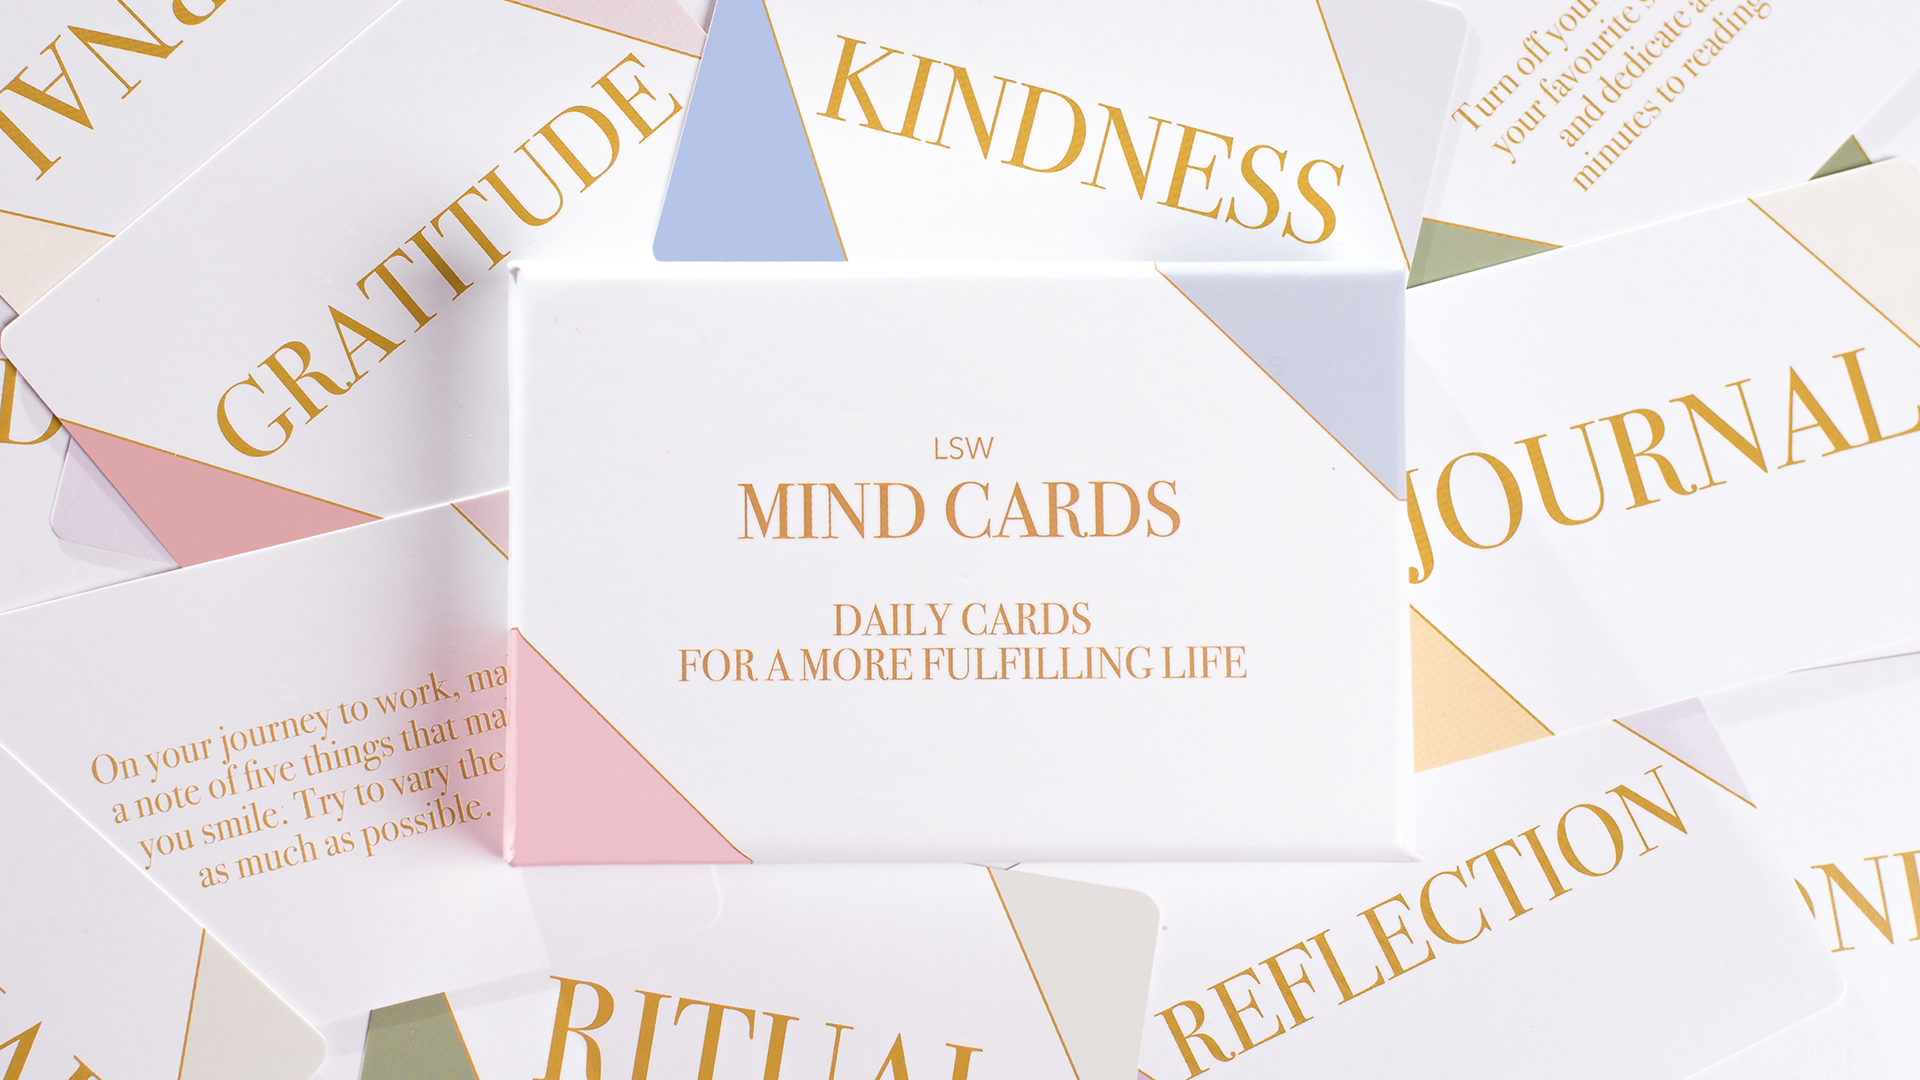 GRATITUDE
KINDNESS
Turn off your
your favourite
and dedicate
minutes to reading
LSW
MIND CARDS
DAILY CARDS
FOR A MORE FULFILLING LIFE
JOURNAL
On your journey to work,
a note of five things that
you smile. Try to vary
as much as possible.
REFLECTION
RITUAL